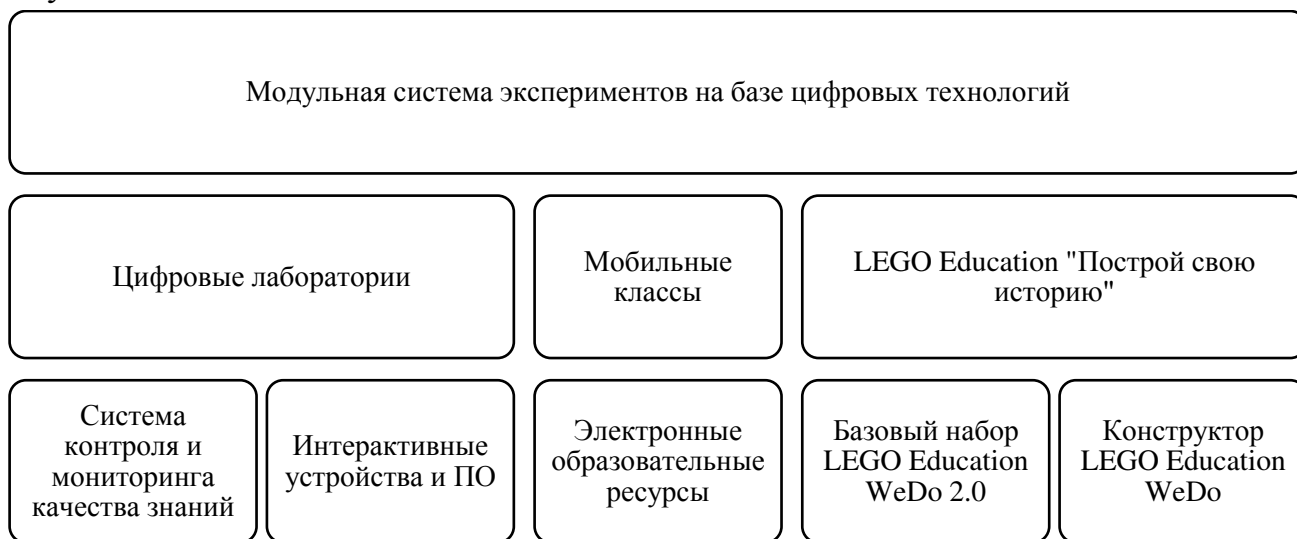 Модульная система экспериментов на базе цифровых технологий
Цифровые лаборатории
Мобильные
классы
LEGO Education "Построй свою
историю"
Система
контроля и
мониторинга
качества знаний
Интерактивные
устройства и ПО
Электронные
образовательные
ресурсы
Базовый набор
LEGO Education
WeDo 2.0
Конструктор
LEGO Education
WeDo